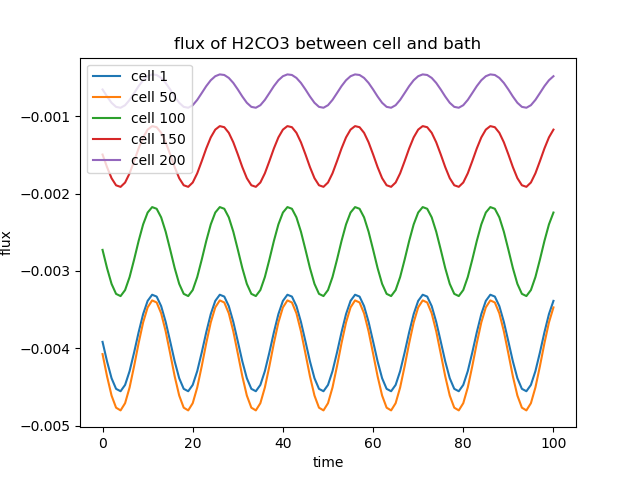 flux of H2CO3 between cell and bath
cell 1
cell 50
cell 100
cell 150
cell 200
−0.001
−0.002
−0.003
−0.004
−0.005
flux
0 20 40 60 80 100
time